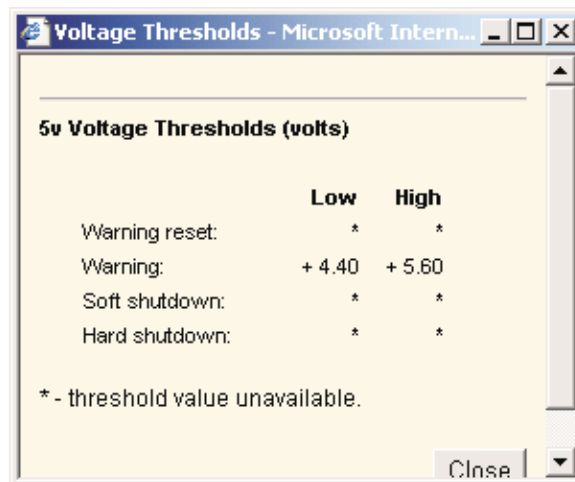 Voltage Thresholds - Microsoft Intern...
5v Voltage Thresholds (volts)
Low High
Warning reset: * *
Warning: + 4.40 + 5.60
Soft shutdown: * *
Hard shutdown: * *
* - threshold value unavailable.
Close